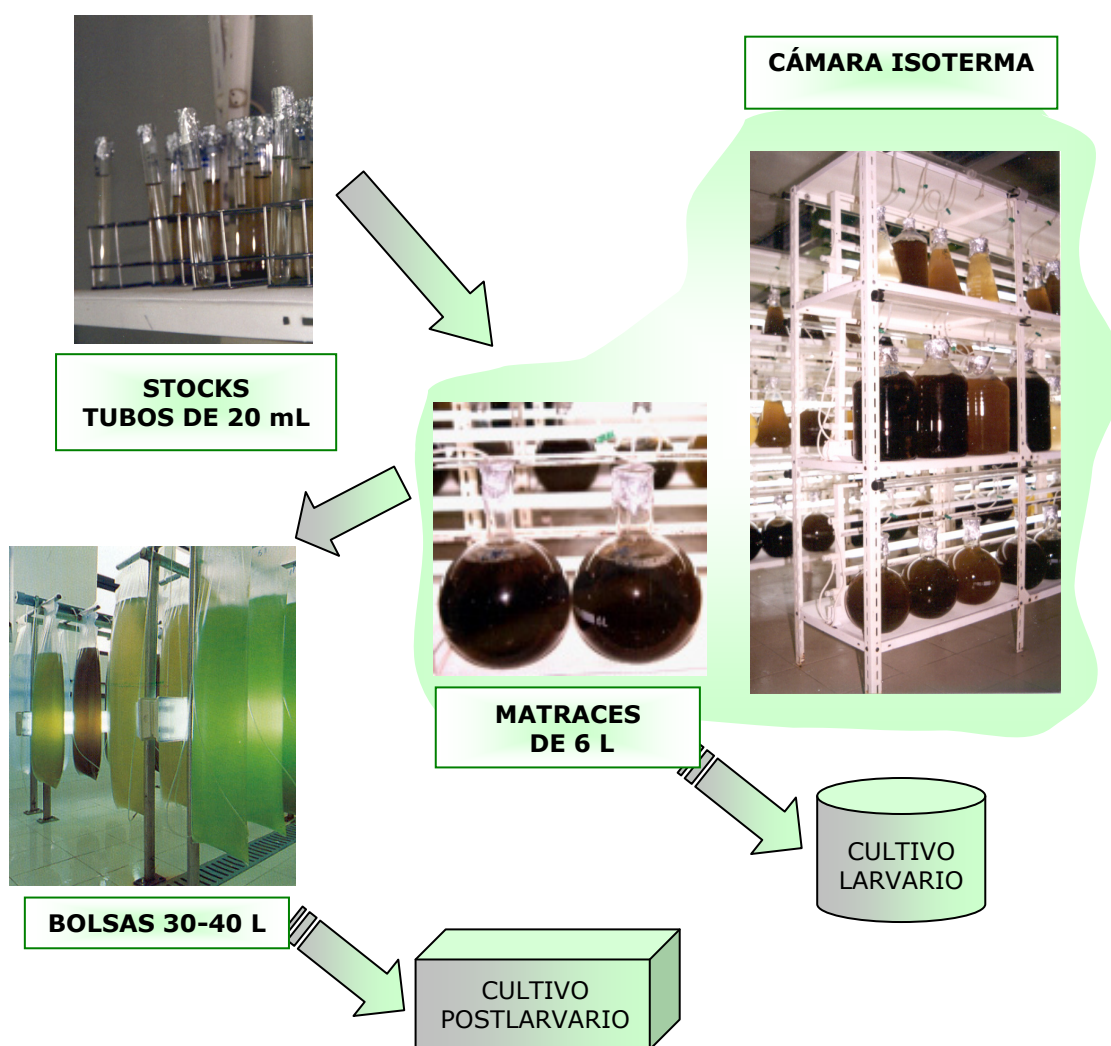 CÁMARA ISOTERMA
STOCKS
TUBOS DE 20 mL
MATRACES
DE 6 L
CULTIVO
LARVARIO
BOLSAS 30-40 L
CULTIVO
POSTLARVARIO